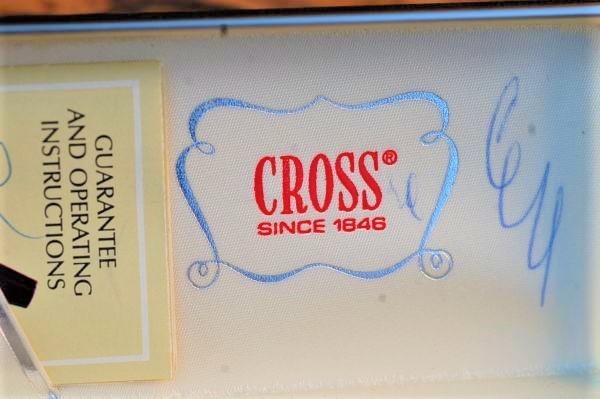 GUARANTEE
AND OPERATING
INSTRUCTIONS
CROSS®
SINCE 1846